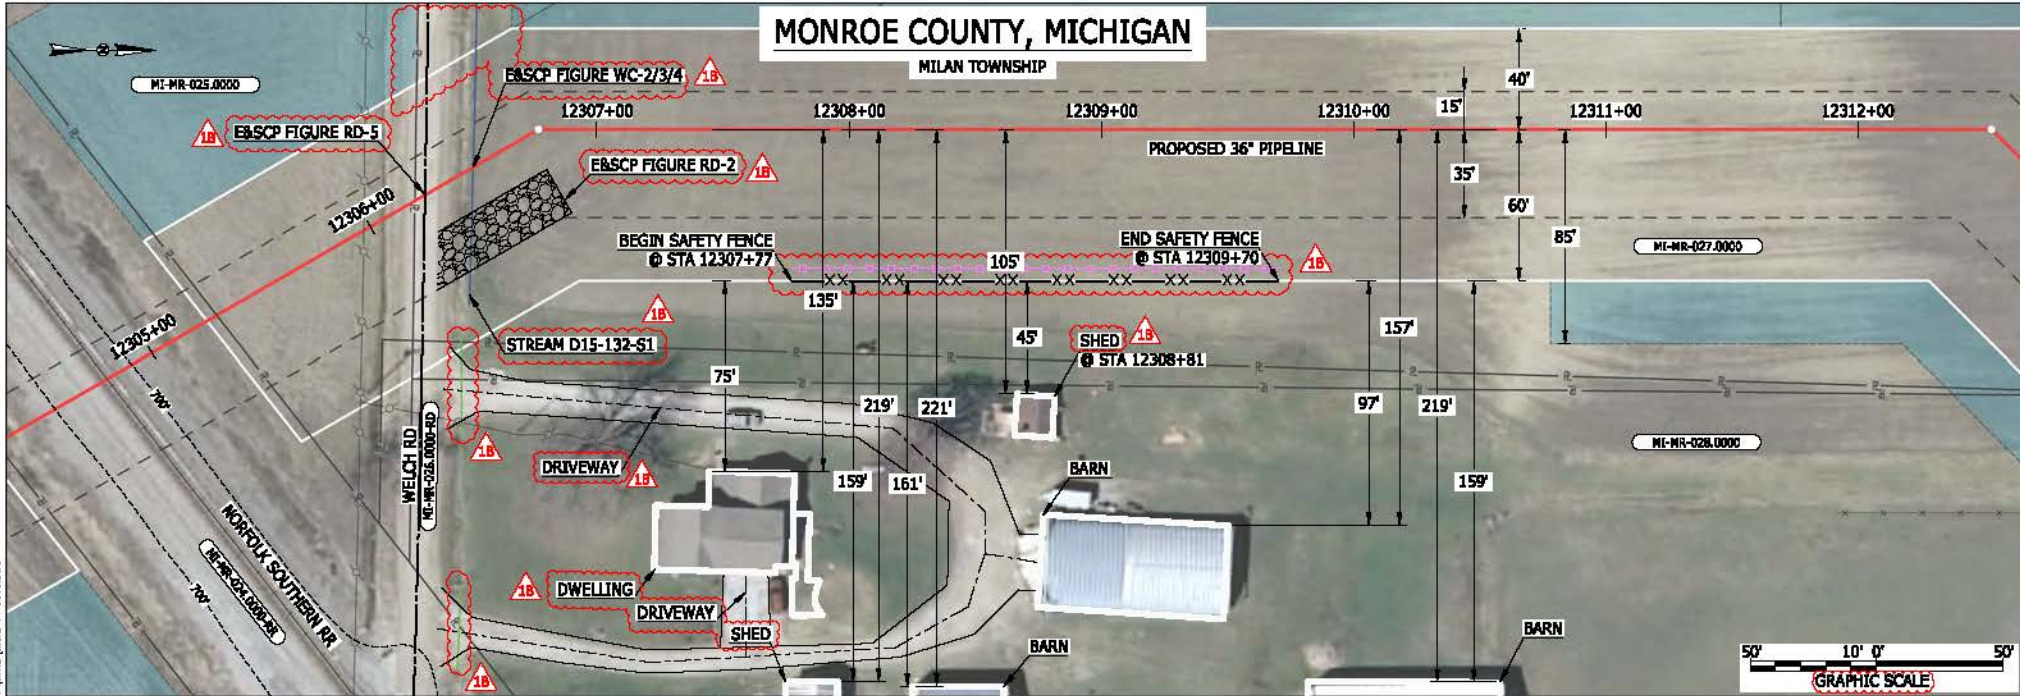 MONROE COUNTY, MICHIGAN
MILAN TOWNSHIP
MI-MR-025.0000
E&SCP FIGURE WC-2/3/4
1B
1B
E&SCP FIGURE RD-5
E&SCP FIGURE RD-2
1B
12305+00
12306+00
12307+00
12308+00
12309+00
12310+00
12311+00
12312+00
PROPOSED 36" PIPELINE
40'
15'
35'
60'
85'
BEGIN SAFETY FENCE
@ STA 12307+77
END SAFETY FENCE
@ STA 12309+70
1B
MI-MR-027.0000
105'
135'
45'
157'
1B
STREAM D15-132-S1
SHED
@ STA 12308+81
1B
75'
219'
221'
97'
219'
MI-MR-028.0000
700'
WELCH RD
MI-MR-026.0000-RD
1B
DRIVEWAY
1B
159'
161'
BARN
159'
NORFOLK SOUTHERN RR
MI-MR-024.0000-RR
700'
1B
DWELLING
DRIVEWAY
SHED
BARN
BARN
1B
50'
10'
0'
50'
GRAPHIC SCALE